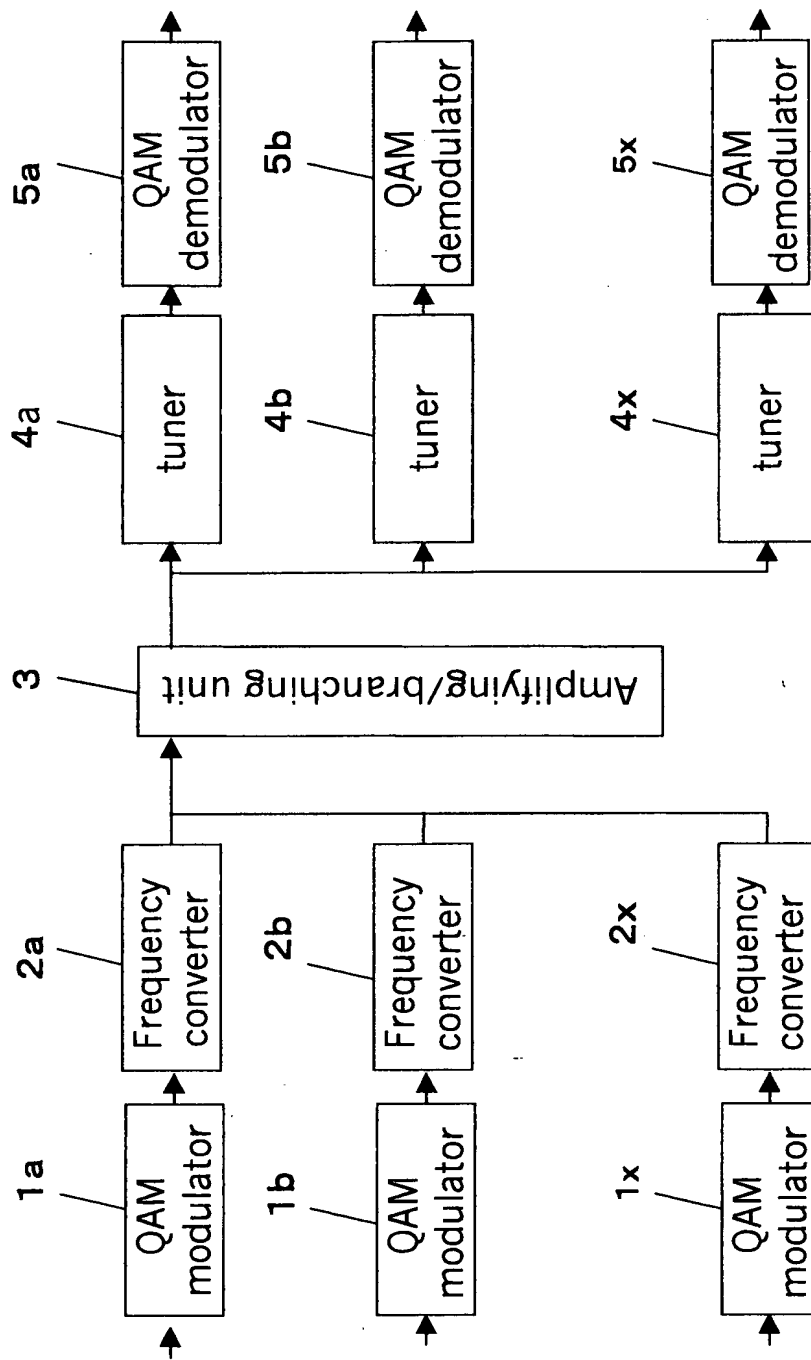 1a
QAM
modulator
2a
Frequency
converter
3
Amplifying/branching unit
4a
tuner
5a
QAM
demodulator
1b
QAM
modulator
2b
Frequency
converter
4b
tuner
5b
QAM
demodulator
1x
QAM
modulator
2x
Frequency
converter
4x
tuner
5x
QAM
demodulator